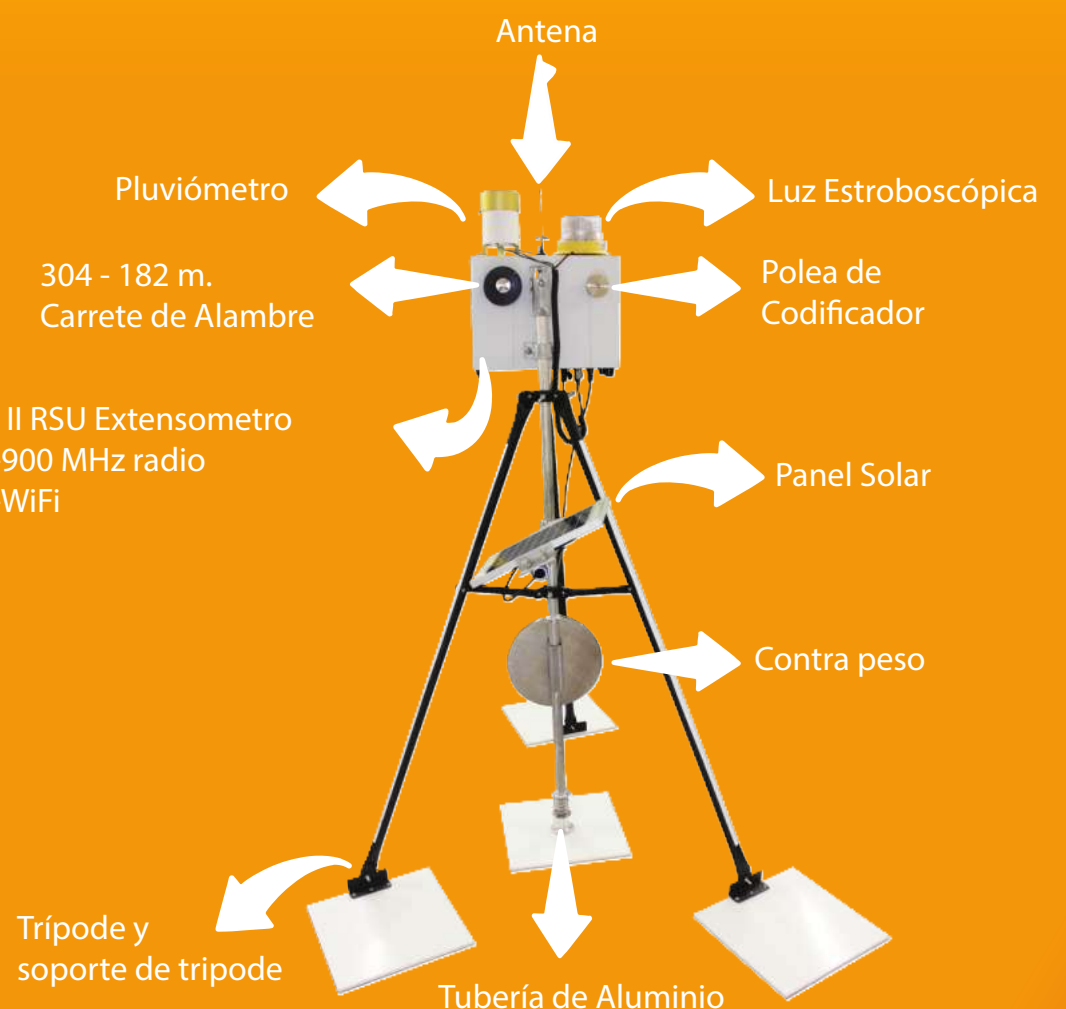 Antena
Pluviómetro
Luz Estroboscópica
304 - 182 m.
Carrete de Alambre
Polea de
Codificador
II RSU Extensometro
900 MHz radio
WiFi
Panel Solar
Contra peso
Trípode y
soporte de tripode
Tubería de Aluminio